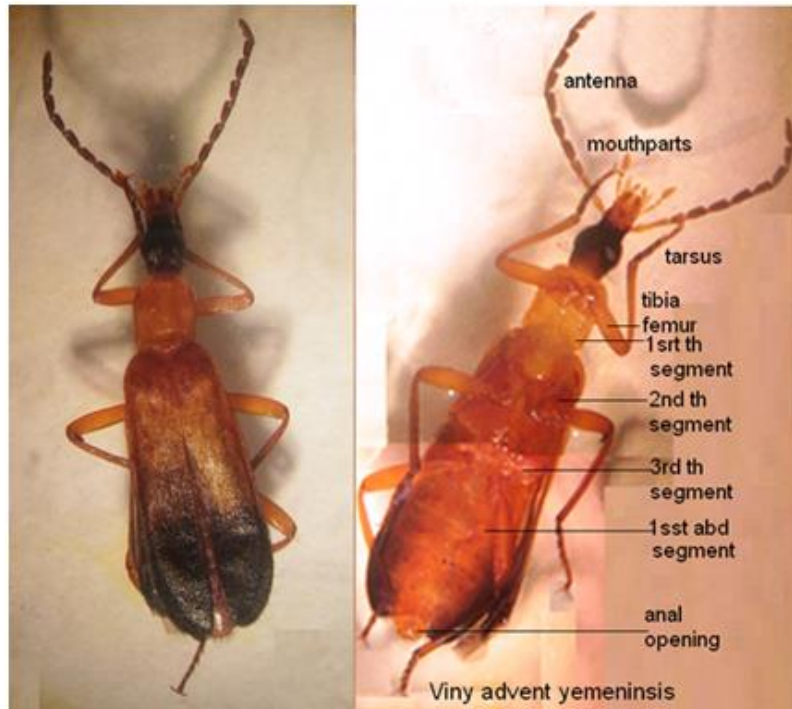 antenna
mouthparts
tarsus
tibia
femur
1srt th
segment
2nd th
segment
3rd th
segment
1sst abd
segment
anal
opening
Viny advent yemeninsis